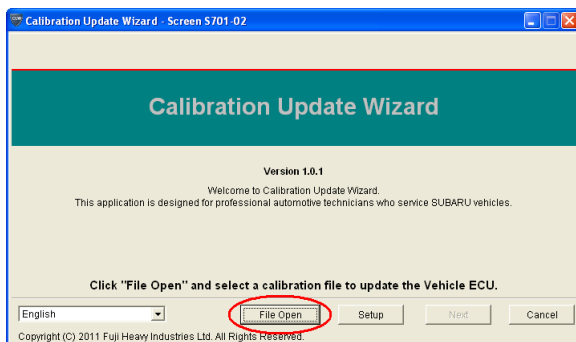 Calibration Update Wizard - Screen S701-02
Calibration Update Wizard
Version 1.0.1
Welcome to Calibration Update Wizard.
This application is designed for professional automotive technicians who service SUBARU vehicles.
Click "File Open" and select a calibration file to update the Vehicle ECU.
English File Open Setup Next Cancel
Copyright (C) 2011 Fuji Heavy Industries Ltd. All Rights Reserved.